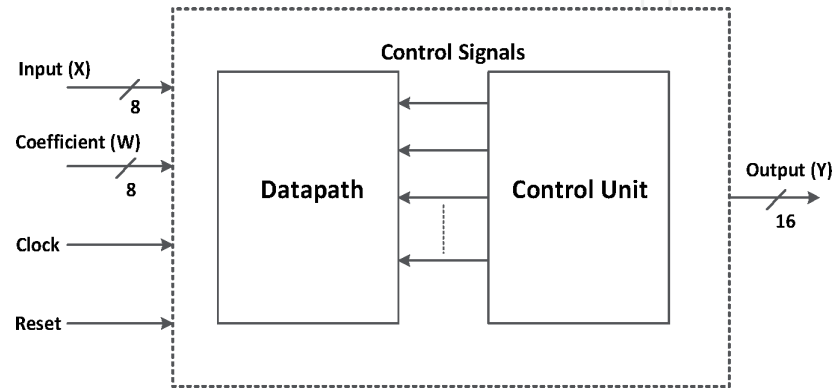 Control Signals
Input (X)
8
Coefficient (W)
8
Datapath
Control Unit
Output (Y)
16
Clock
Reset